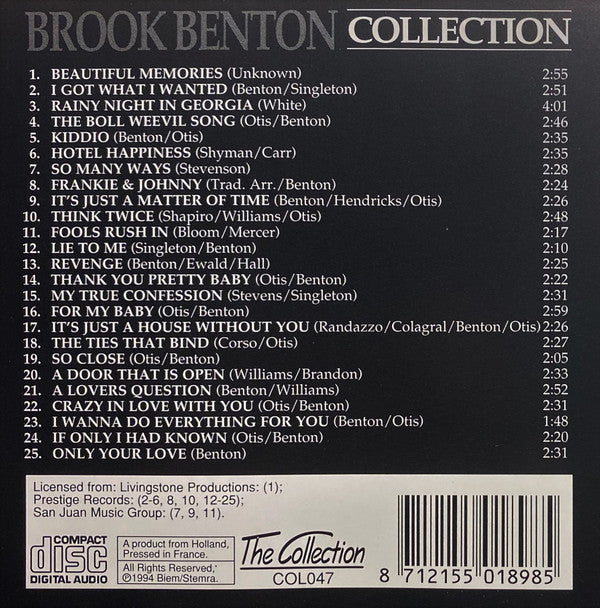 BROOK BENTON COLLECTION
1. BEAUTIFUL MEMORIES (Unknown) 2:55
2. I GOT WHAT I WANTED (Benton/Singleton) 2:51
3. RAINY NIGHT IN GEORGIA (White) 4:01
4. THE BOLL WEEVIL SONG (Otis/Benton) 2:46
5. KIDDIO (Benton/Otis) 2:35
6. HOTEL HAPPINESS (Shyman/Carr) 2:35
7. SO MANY WAYS (Stevenson) 2:28
8. FRANKIE & JOHNNY (Trad. Arr./Benton) 2:24
9. IT'S JUST A MATTER OF TIME (Benton/Hendricks/Otis) 2:26
10. THINK TWICE (Shapiro/Williams/Otis) 2:48
11. FOOLS RUSH IN (Bloom/Mercer) 2:17
12. LIE TO ME (Singleton/Benton) 2:10
13. REVENGE (Benton/Ewald/Hall) 2:25
14. THANK YOU PRETTY BABY (Otis/Benton) 2:22
15. MY TRUE CONFESSION (Stevens/Singleton) 2:31
16. FOR MY BABY (Otis/Benton) 2:59
17. IT'S JUST A HOUSE WITHOUT YOU (Randazzo/Colagral/Benton/Otis) 2:26
18. THE TIES THAT BIND (Corso/Otis) 2:27
19. SO CLOSE (Otis/Benton) 2:05
20. A DOOR THAT IS OPEN (Williams/Brandon) 2:33
21. A LOVERS QUESTION (Benton/Williams) 2:52
22. CRAZY IN LOVE WITH YOU (Otis/Benton) 2:31
23. I WANNA DO EVERYTHING FOR YOU (Benton/Otis) 1:48
24. IF ONLY I HAD KNOWN (Otis/Benton) 2:20
25. ONLY YOUR LOVE (Benton) 2:31
Licensed from: Livingstone Productions: (1);
Prestige Records: (2-6, 8, 10, 12-25);
San Juan Music Group: (7, 9, 11).
COMPACT
disc
DIGITAL AUDIO
A product from Holland,
Pressed in France.
All Rights Reserved,
©1994 Biem/Stemra.
The Collection
COL047
8 712155 018985